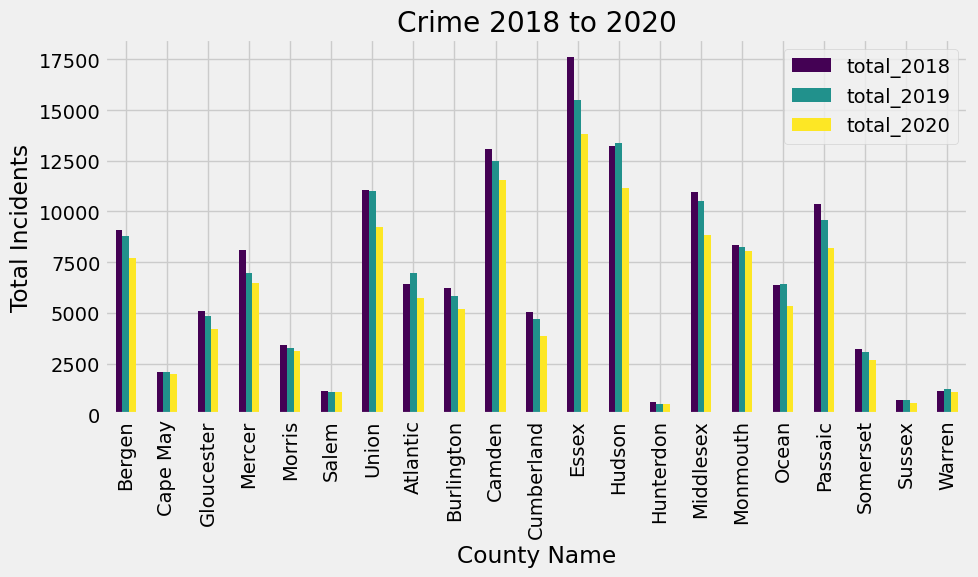 Crime 2018 to 2020
total_2018
total_2019
total_2020
Total Incidents
17500
15000
12500
10000
7500
5000
2500
0
Bergen
Cape May
Gloucester
Mercer
Morris
Salem
Union
Atlantic
Burlington
Camden
Cumberland
Essex
Hudson
Hunterdon
Middlesex
Monmouth
Ocean
Passaic
Somerset
Sussex
Warren
County Name